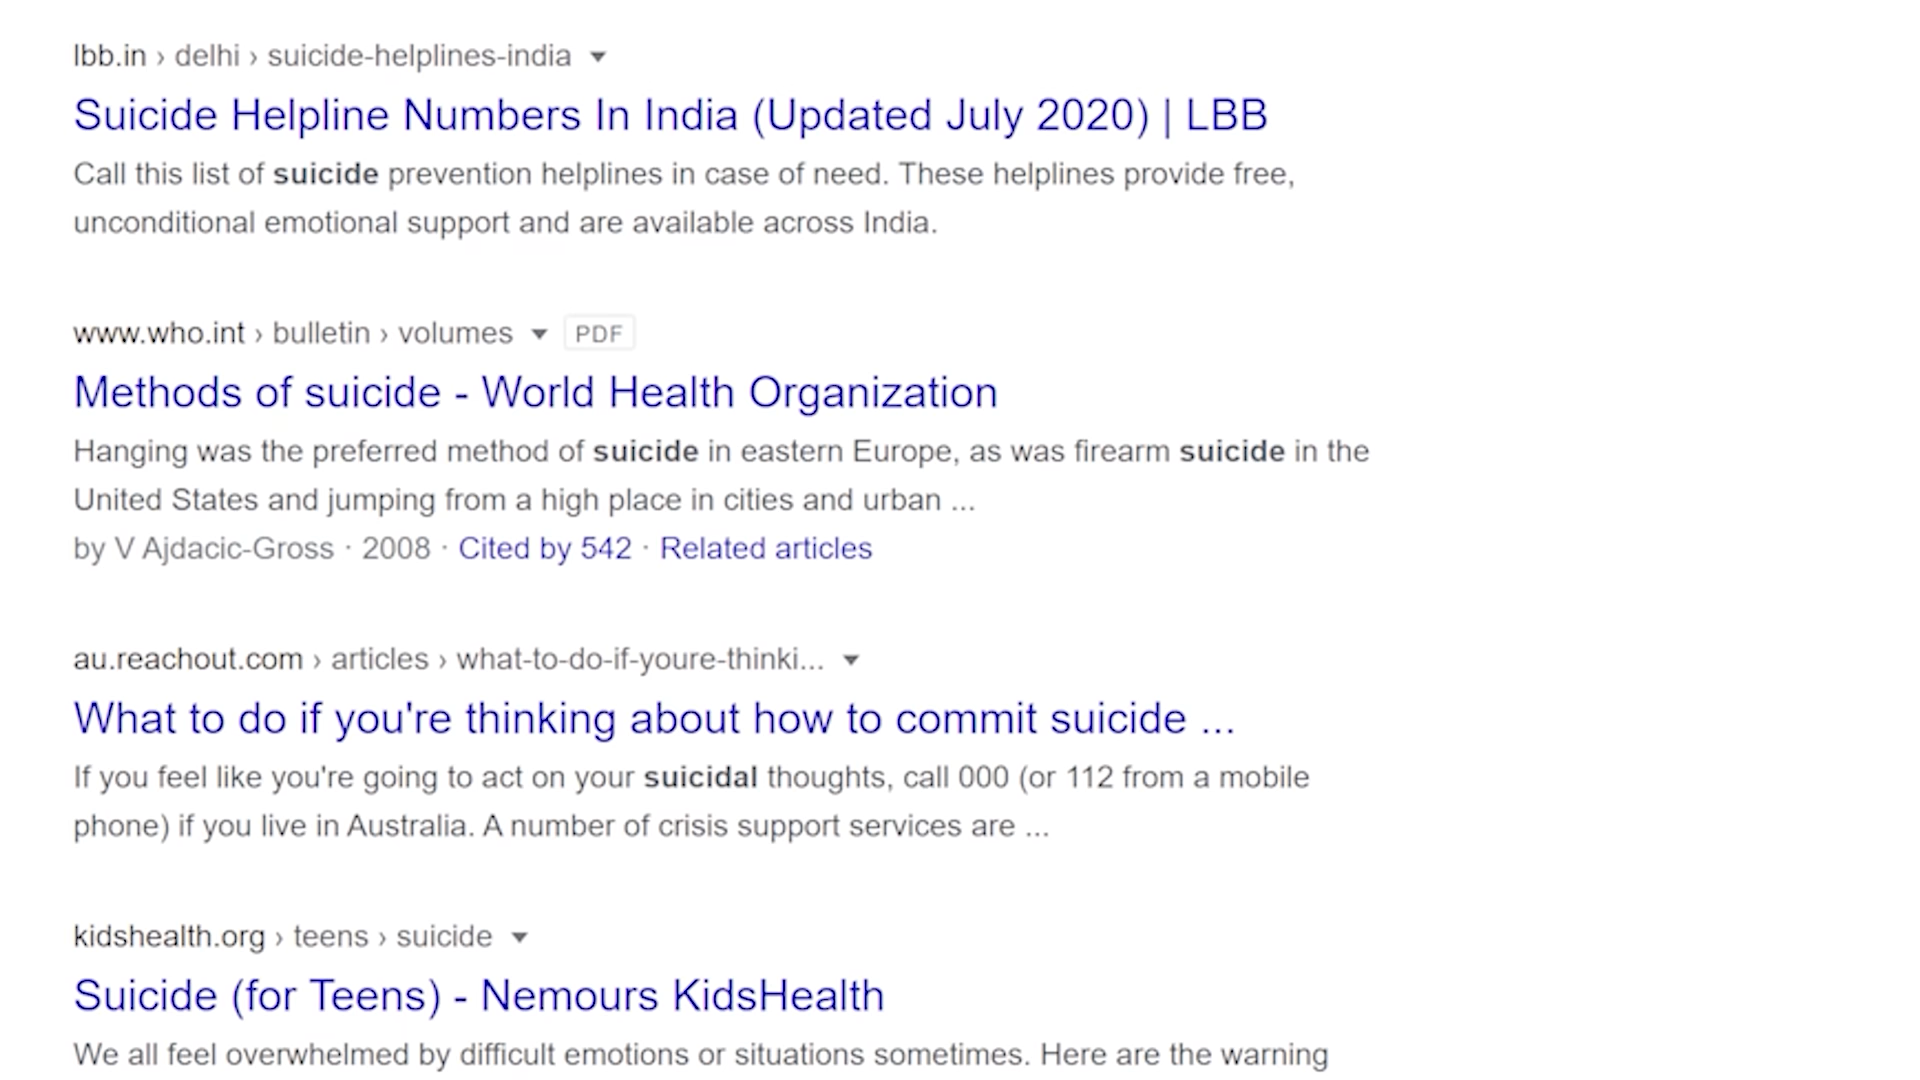 lbb.in › delhi › suicide-helplines-india
Suicide Helpline Numbers In India (Updated July 2020) | LBB
Call this list of suicide prevention helplines in case of need. These helplines provide free,
unconditional emotional support and are available across India.
www.who.int › bulletin › volumes PDF
Methods of suicide - World Health Organization
Hanging was the preferred method of suicide in eastern Europe, as was firearm suicide in the
United States and jumping from a high place in cities and urban ...
by V Ajdacic-Gross · 2008 · Cited by 542 · Related articles
au.reachout.com › articles › what-to-do-if-youre-thinki...
What to do if you're thinking about how to commit suicide ...
If you feel like you're going to act on your suicidal thoughts, call 000 (or 112 from a mobile
phone) if you live in Australia. A number of crisis support services are ...
kidshealth.org › teens › suicide
Suicide (for Teens) - Nemours KidsHealth
We all feel overwhelmed by difficult emotions or situations sometimes. Here are the warning